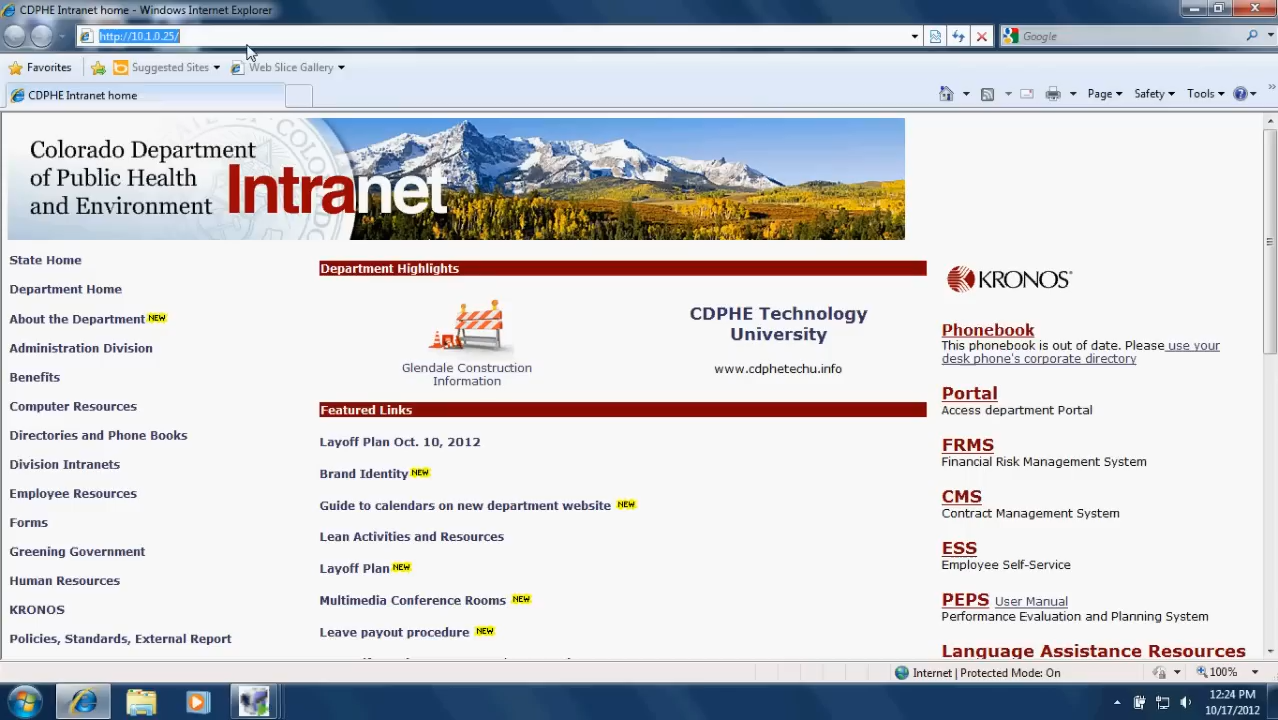 CDPHE Intranet home - Windows Internet Explorer
http://10.1.0.25/
Google
Favorites
Suggested Sites
Web Slice Gallery
CDPHE Intranet home
Page
Safety
Tools
Colorado Department
of Public Health
and Environment
Intranet
State Home
Department Home
About the Department NEW
Administration Division
Benefits
Computer Resources
Directories and Phone Books
Division Intranets
Employee Resources
Forms
Greening Government
Human Resources
KRONOS
Policies, Standards, External Report
Department Highlights
Glendale Construction
Information
CDPHE Technology
University
www.cdphetechu.info
Featured Links
Layoff Plan Oct. 10, 2012
Brand Identity NEW
Guide to calendars on new department website NEW
Lean Activities and Resources
Layoff Plan NEW
Multimedia Conference Rooms NEW
Leave payout procedure NEW
KRONOS
Phonebook
This phonebook is out of date. Please use your
desk phone's corporate directory
Portal
Access department Portal
FRMS
Financial Risk Management System
CMS
Contract Management System
ESS
Employee Self-Service
PEPS User Manual
Performance Evaluation and Planning System
Language Assistance Resources
Internet | Protected Mode: On
100%
12:24 PM
10/17/2012